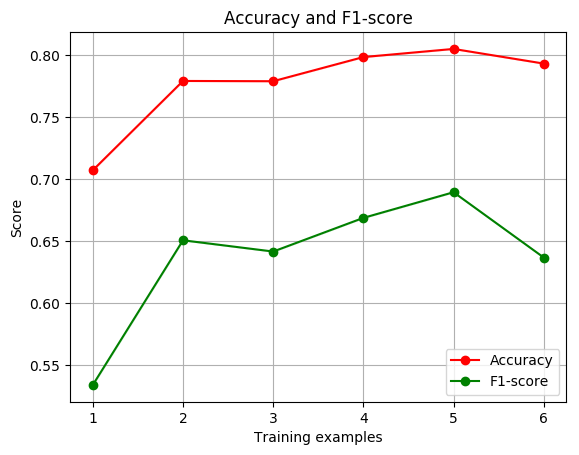 Accuracy and F1-score
Score
0.80
0.75
0.70
0.65
0.60
0.55
1 2 3 4 5 6
Training examples
Accuracy
F1-score